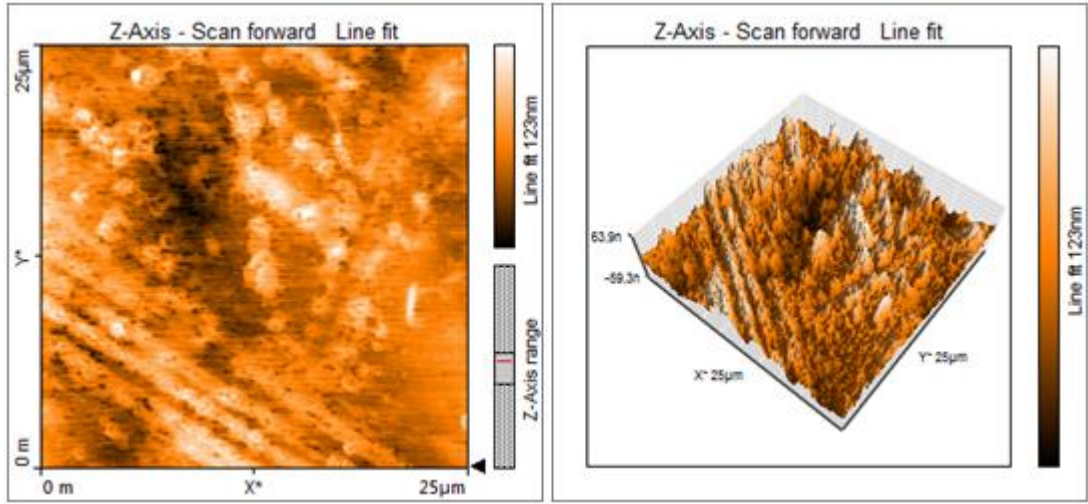 Z-Axis - Scan forward Line fit
25µm
Y*
0 m
0 m X* 25µm
Line fit 123nm
Z-Axis range
Z-Axis - Scan forward Line fit
63.9n
-59.3n
X* 25µm
Y* 25µm
Line fit 123nm